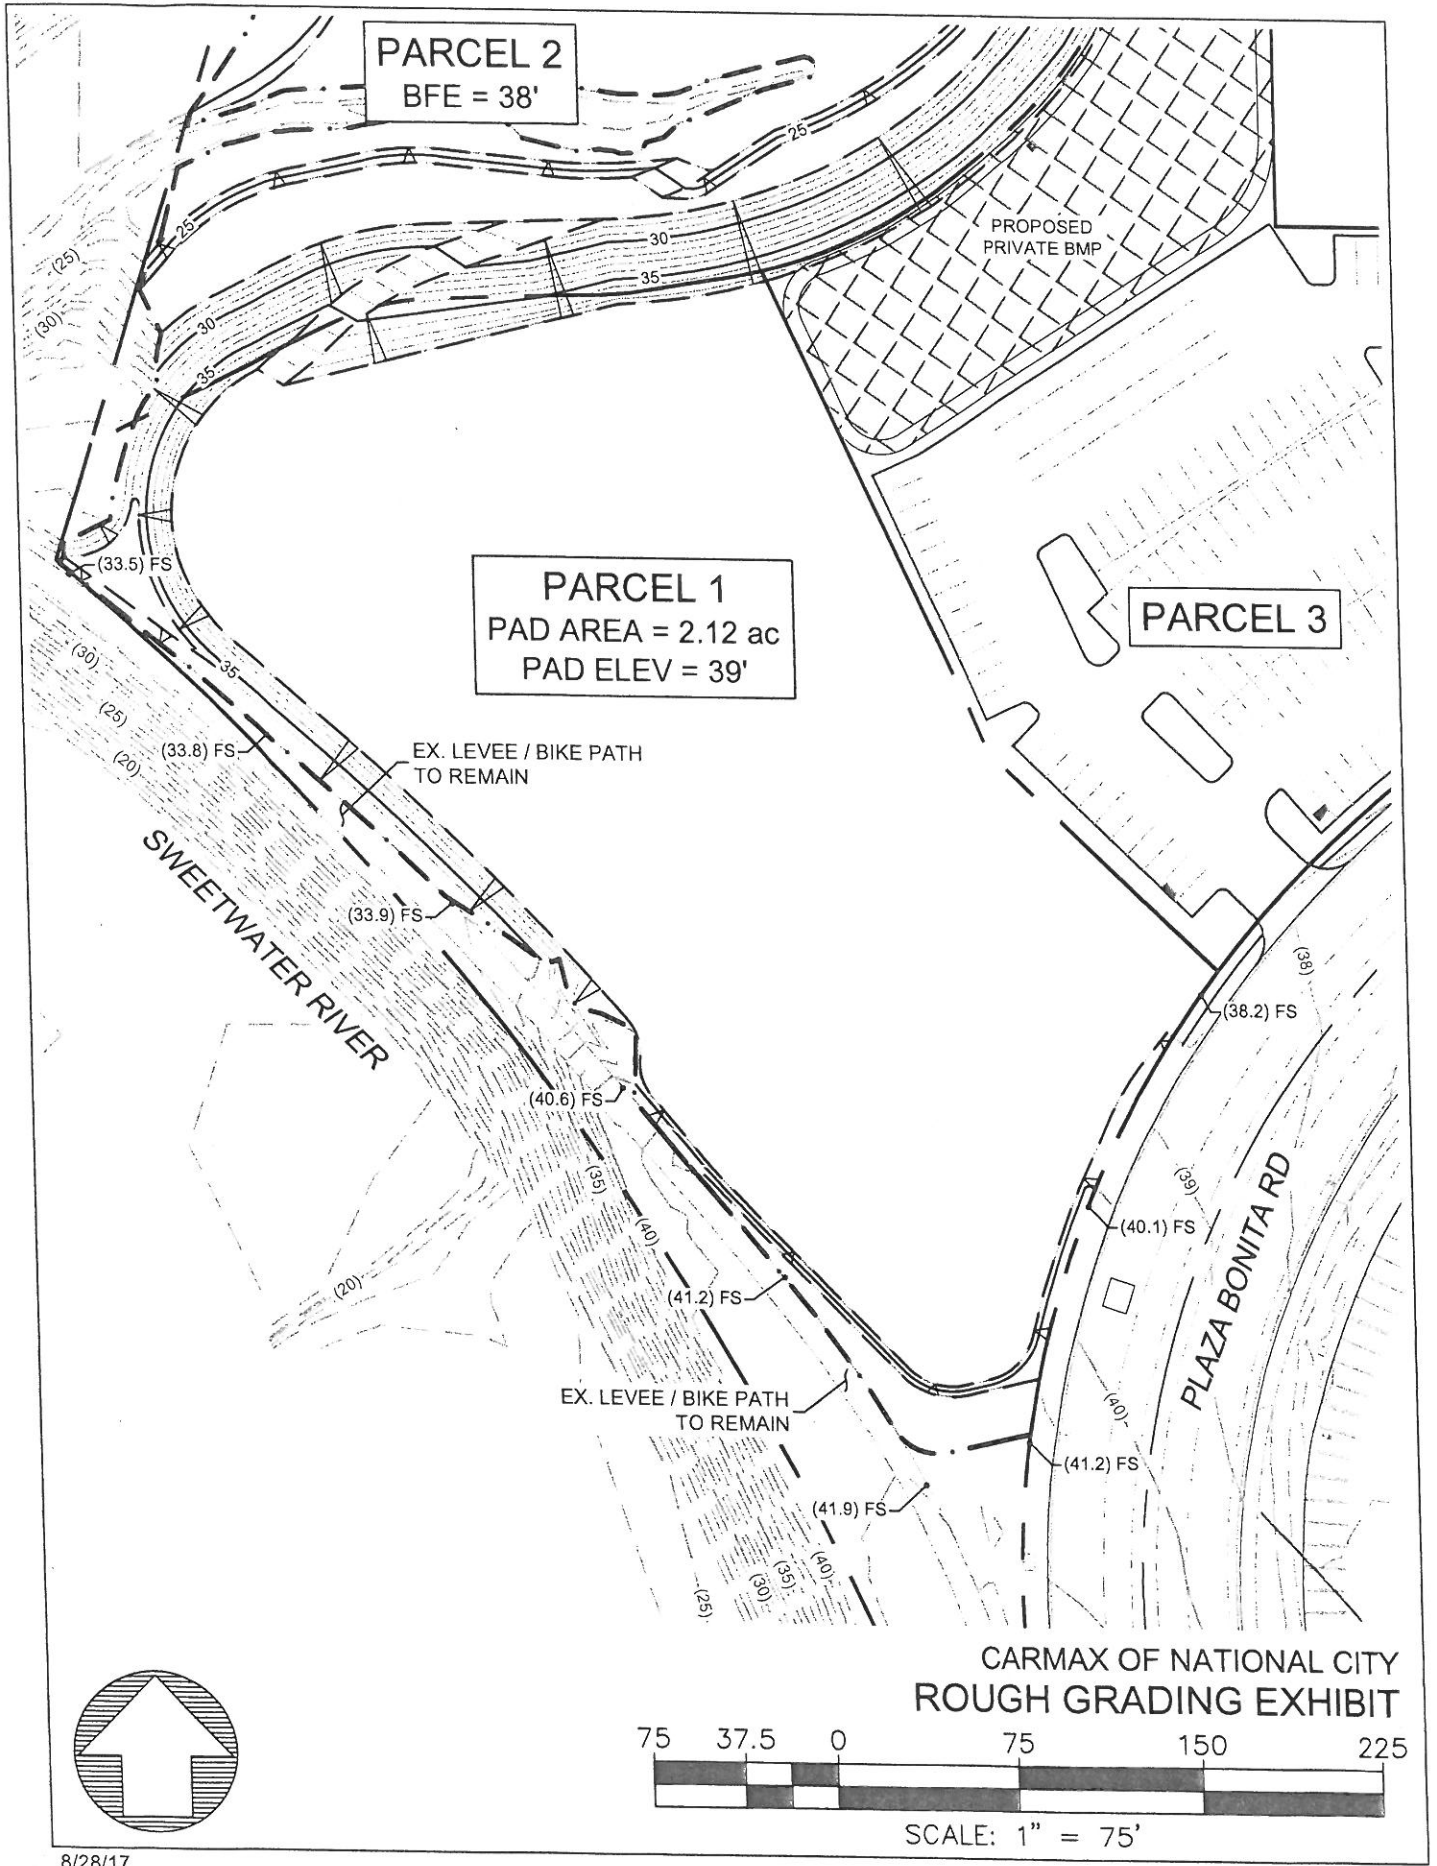 PARCEL 2
BFE = 38'
25
25
PROPOSED
PRIVATE BMP
30
35
(25)
(30)
30
35
(33.5) FS
PARCEL 1
PAD AREA = 2.12 ac
PAD ELEV = 39'
PARCEL 3
(30)
35
(25)
(20)
(33.8) FS
EX. LEVEE / BIKE PATH
TO REMAIN
SWEETWATER RIVER
(33.9) FS
(38)
(38.2) FS
(40.6) FS
(35)
(39)
(40)
(40.1) FS
PLAZA BONITA RD
(20)
(41.2) FS
EX. LEVEE / BIKE PATH
TO REMAIN
(40)
(41.2) FS
(41.9) FS
(25)
(30)
(35)
(40)
CARMAX OF NATIONAL CITY
ROUGH GRADING EXHIBIT
75 37.5 0 75 150 225
SCALE: 1" = 75'
8/28/17